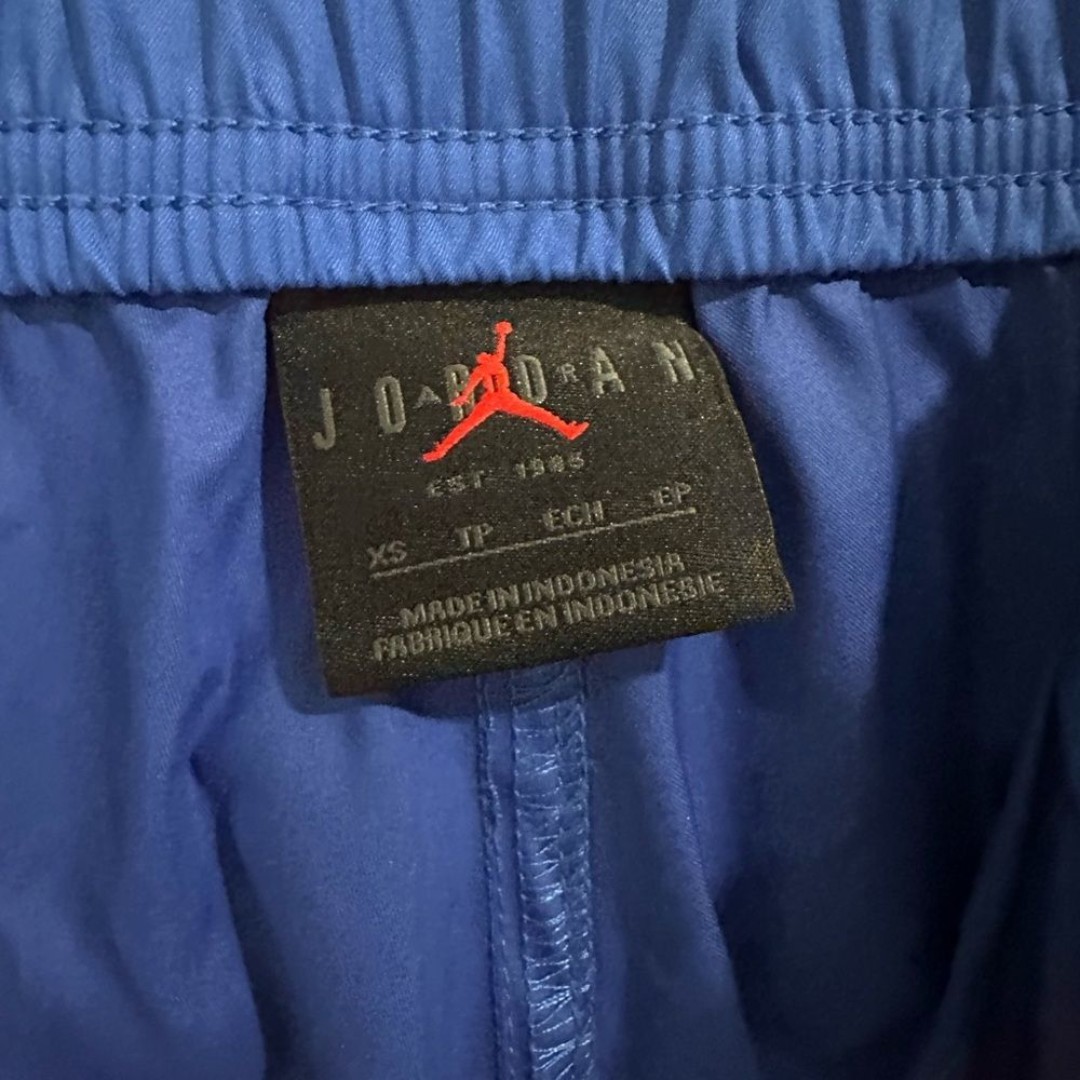 JORDAN
EST 1985
XS TP ECH EP
MADE IN INDONESIA
FABRIQUE EN INDONESIE